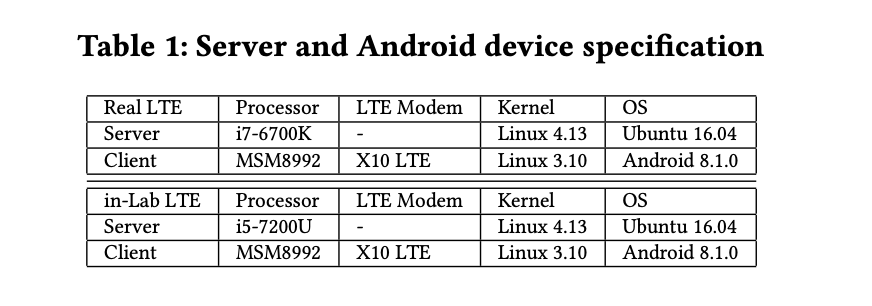 Table 1: Server and Android device specification
Real LTE Processor LTE Modem Kernel OS
Server i7-6700K - Linux 4.13 Ubuntu 16.04
Client MSM8992 X10 LTE Linux 3.10 Android 8.1.0
in-Lab LTE Processor LTE Modem Kernel OS
Server i5-7200U - Linux 4.13 Ubuntu 16.04
Client MSM8992 X10 LTE Linux 3.10 Android 8.1.0